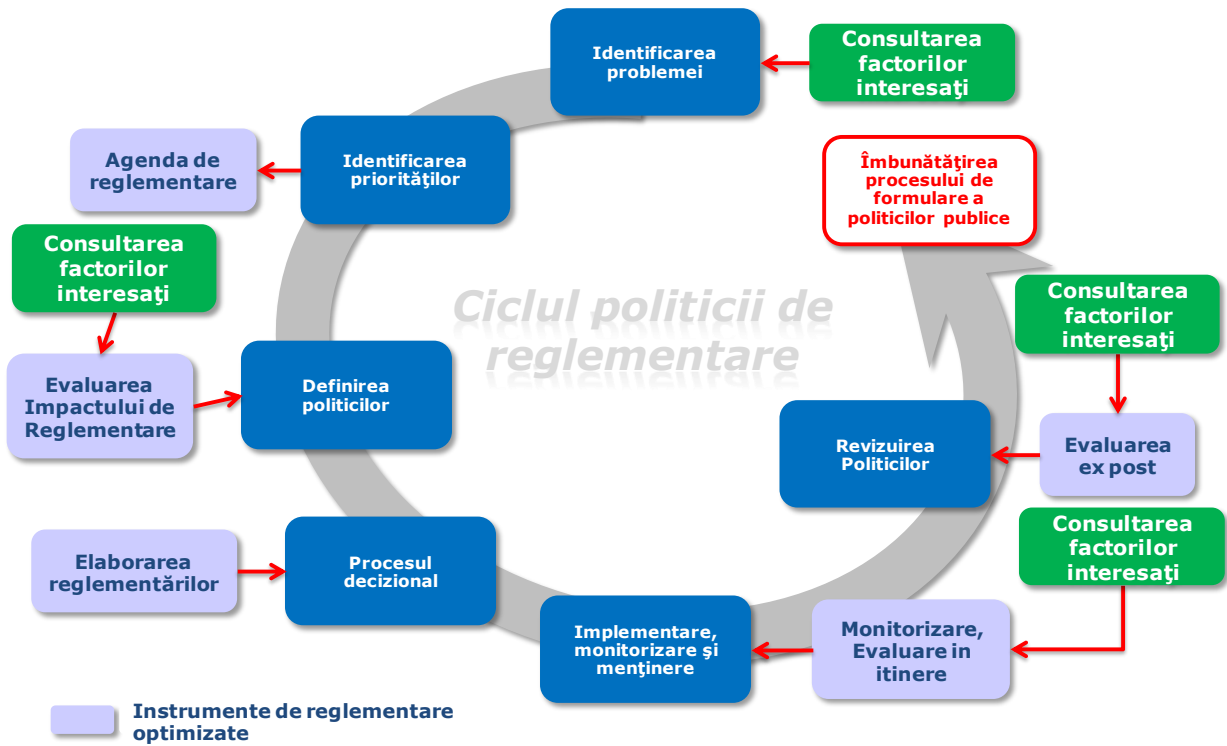 Identificarea
problemei
Consultarea
factorilor
interesaţi
Identificarea
priorităţilor
Agenda de
reglementare
Îmbunătăţirea
procesului de
formulare a
politicilor publice
Consultarea
factorilor
interesaţi
Ciclul politicii de
reglementare
Consultarea
factorilor
interesaţi
Evaluarea
Impactului de
Reglementare
Definirea
politicilor
Revizuirea
Politicilor
Evaluarea
ex post
Elaborarea
reglementărilor
Procesul
decizional
Consultarea
factorilor
interesaţi
Implementare,
monitorizare şi
menţinere
Monitorizare,
Evaluare in
itinere
Instrumente de reglementare
optimizate